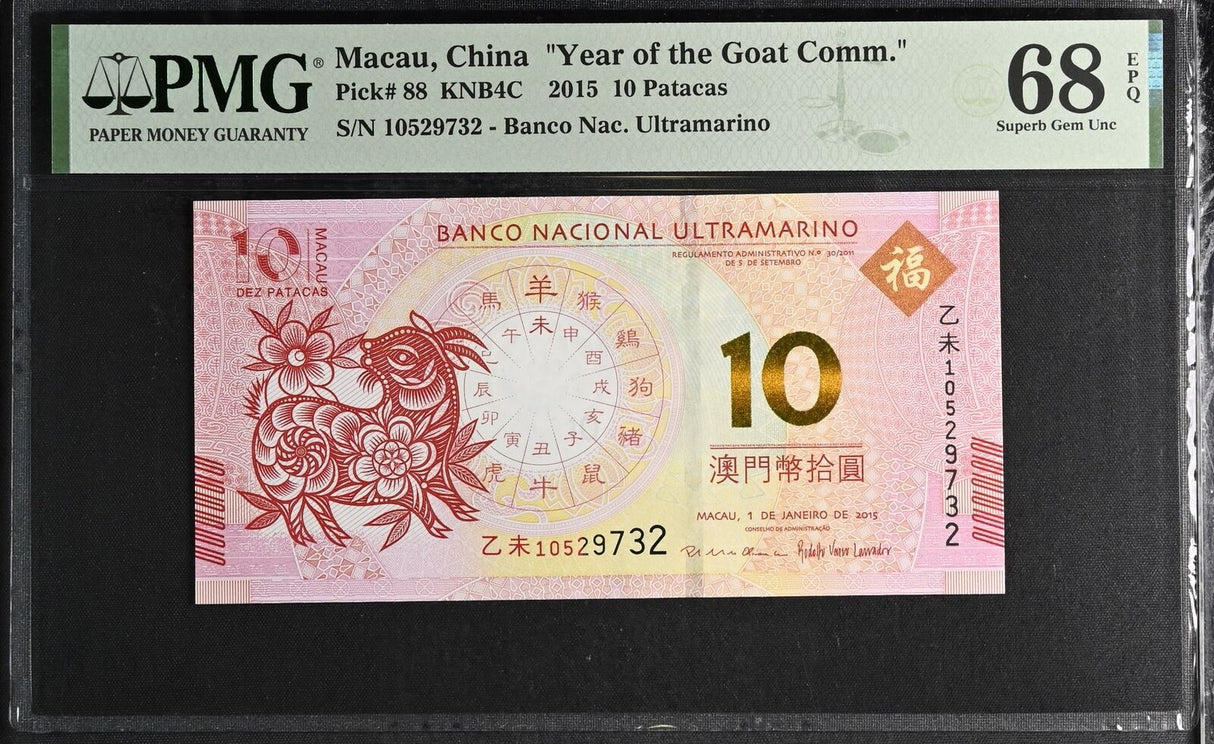 PMG®
PAPER MONEY GUARANTY
Macau, China "Year of the Goat Comm."
Pick# 88 KNB4C 2015 10 Patacas
S/N 10529732 - Banco Nac. Ultramarino
68
EPQ
Superb Gem Unc
10
MACAU
DEZ PATACAS
BANCO NACIONAL ULTRAMARINO
REGULAMENTO ADMINISTRATIVO N.º 30/2011
DE 5 DE SETEMBRO
福
羊
猴
鷄
狗
豬
鼠
牛
虎
馬
未
申
酉
戌
亥
子
丑
寅
卯
辰
巳
午
10
澳門幣拾圓
MACAU, 1 DE JANEIRO DE 2015
CONSELHO DE ADMINISTRAÇÃO
乙未10529732
乙未10529732